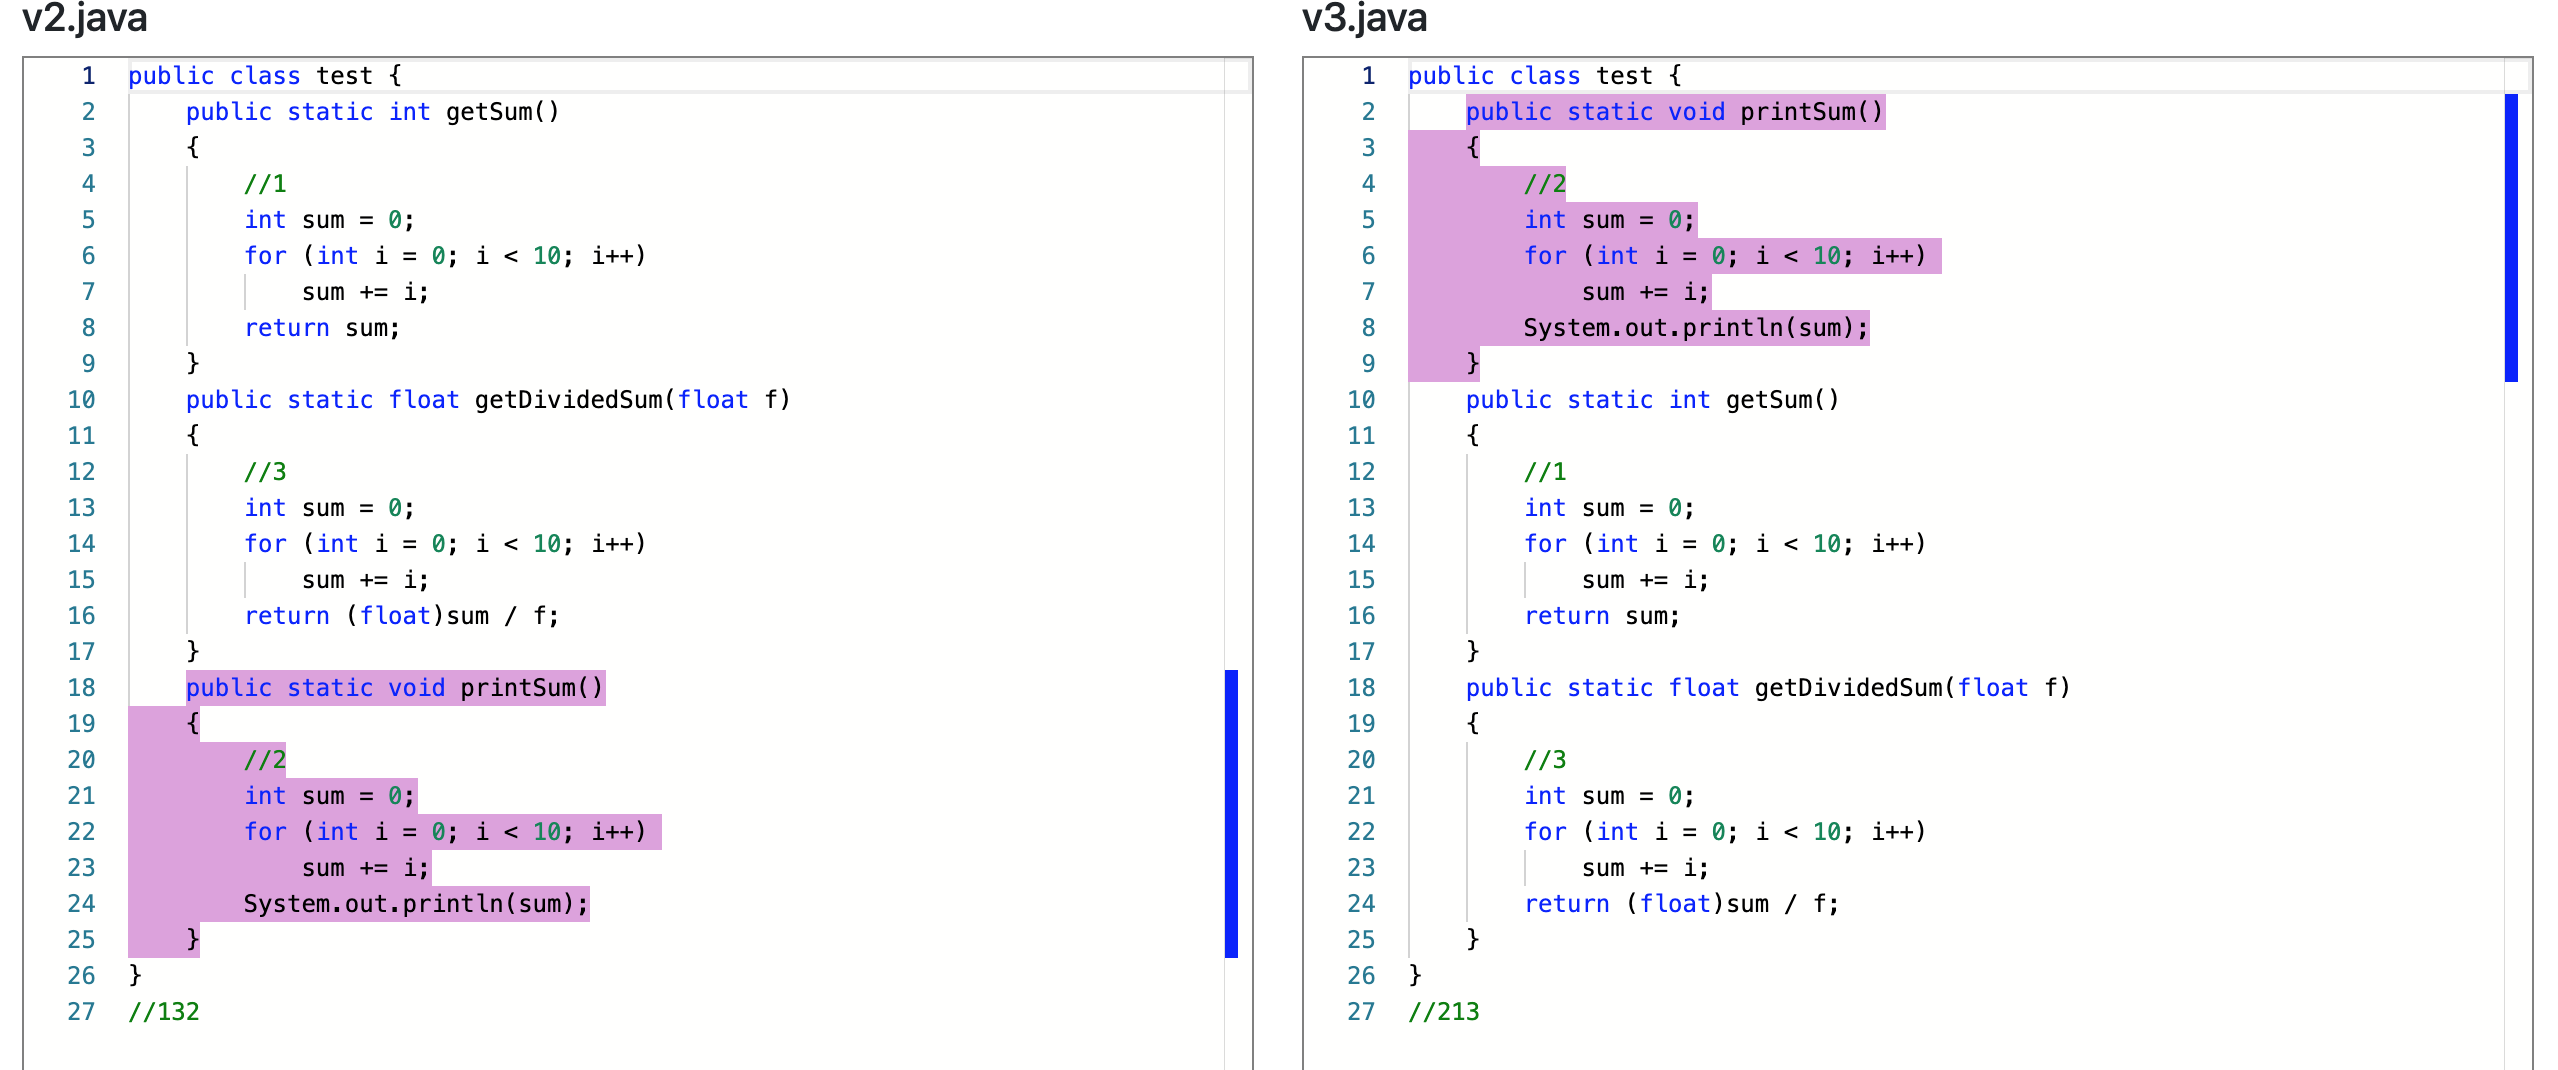 v2.java
1 public class test {
2     public static int getSum()
3     {
4         //1
5         int sum = 0;
6         for (int i = 0; i < 10; i++)
7             sum += i;
8         return sum;
9     }
10     public static float getDividedSum(float f)
11     {
12         //3
13         int sum = 0;
14         for (int i = 0; i < 10; i++)
15             sum += i;
16         return (float)sum / f;
17     }
18     public static void printSum()
19     {
20         //2
21         int sum = 0;
22         for (int i = 0; i < 10; i++)
23             sum += i;
24         System.out.println(sum);
25     }
26 }
27 //132
v3.java
1 public class test {
2     public static void printSum()
3     {
4         //2
5         int sum = 0;
6         for (int i = 0; i < 10; i++)
7             sum += i;
8         System.out.println(sum);
9     }
10     public static int getSum()
11     {
12         //1
13         int sum = 0;
14         for (int i = 0; i < 10; i++)
15             sum += i;
16         return sum;
17     }
18     public static float getDividedSum(float f)
19     {
20         //3
21         int sum = 0;
22         for (int i = 0; i < 10; i++)
23             sum += i;
24         return (float)sum / f;
25     }
26 }
27 //213